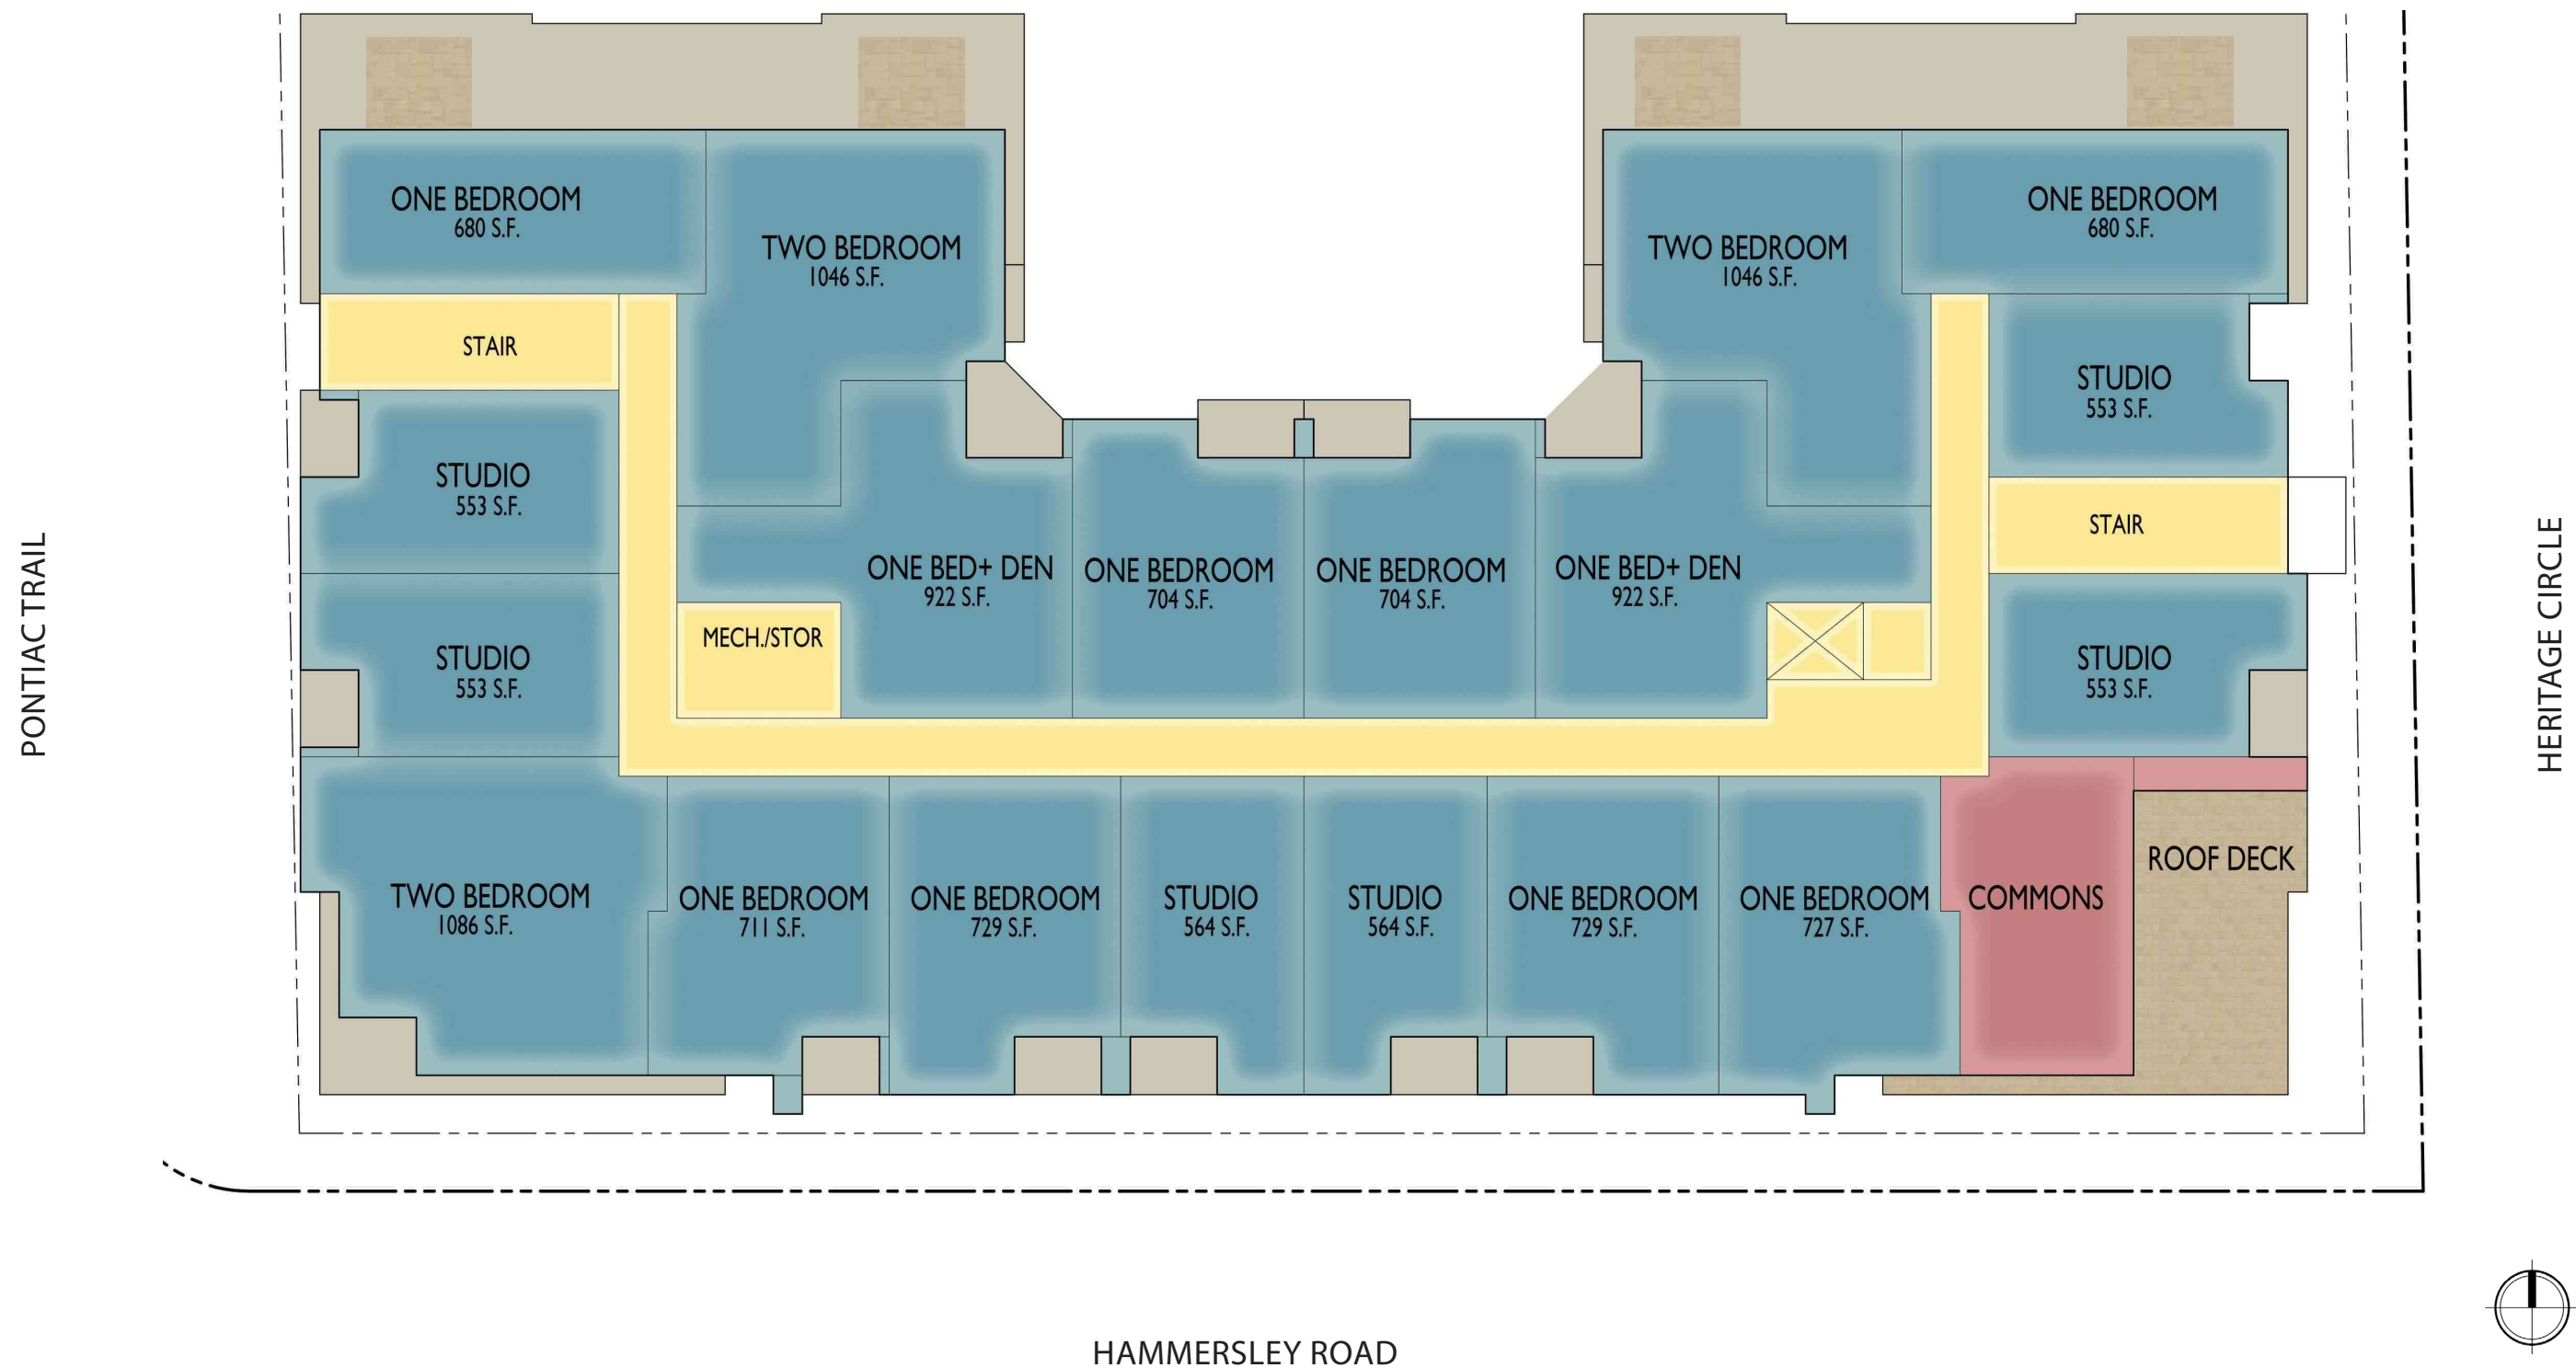 ONE BEDROOM
680 S.F.
TWO BEDROOM
1046 S.F.
TWO BEDROOM
1046 S.F.
ONE BEDROOM
680 S.F.
STAIR
STUDIO
553 S.F.
STUDIO
553 S.F.
STAIR
PONTIAC TRAIL
HERITAGE CIRCLE
ONE BED+ DEN
922 S.F.
ONE BEDROOM
704 S.F.
ONE BEDROOM
704 S.F.
ONE BED+ DEN
922 S.F.
MECH./STOR
STUDIO
553 S.F.
STUDIO
553 S.F.
TWO BEDROOM
1086 S.F.
ONE BEDROOM
711 S.F.
ONE BEDROOM
729 S.F.
STUDIO
564 S.F.
STUDIO
564 S.F.
ONE BEDROOM
729 S.F.
ONE BEDROOM
727 S.F.
COMMONS
ROOF DECK
HAMMERSLEY ROAD